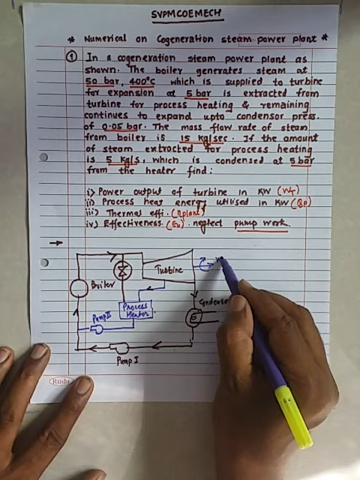 SVPMCOEMECH
* Numerical on Cogeneration steam power plant *
① In a cogeneration steam power plant as
shown. The boiler generates steam at
50 bar, 400°C which is supplied to turbine
for expansion at 5 bar is extracted from
turbine for process heating & remaining
continues to expand upto condensor press.
of 0.05 bar. The mass flow rate of steam
from boiler is 15 kg/sec. If the amount
of steam extracted for process heating
is 5 kg/s, which is condensed at 5 bar
from the heater find:
i) Power output of turbine in KW (WT)
ii) Process heat energy utilised in KW (QP)
iii) Thermal effi. (ηplant)
iv) Effectiveness (Eu) neglect pump work
Turbine
Boiler
Process
Heater
Pump II
Condenser
Pump I